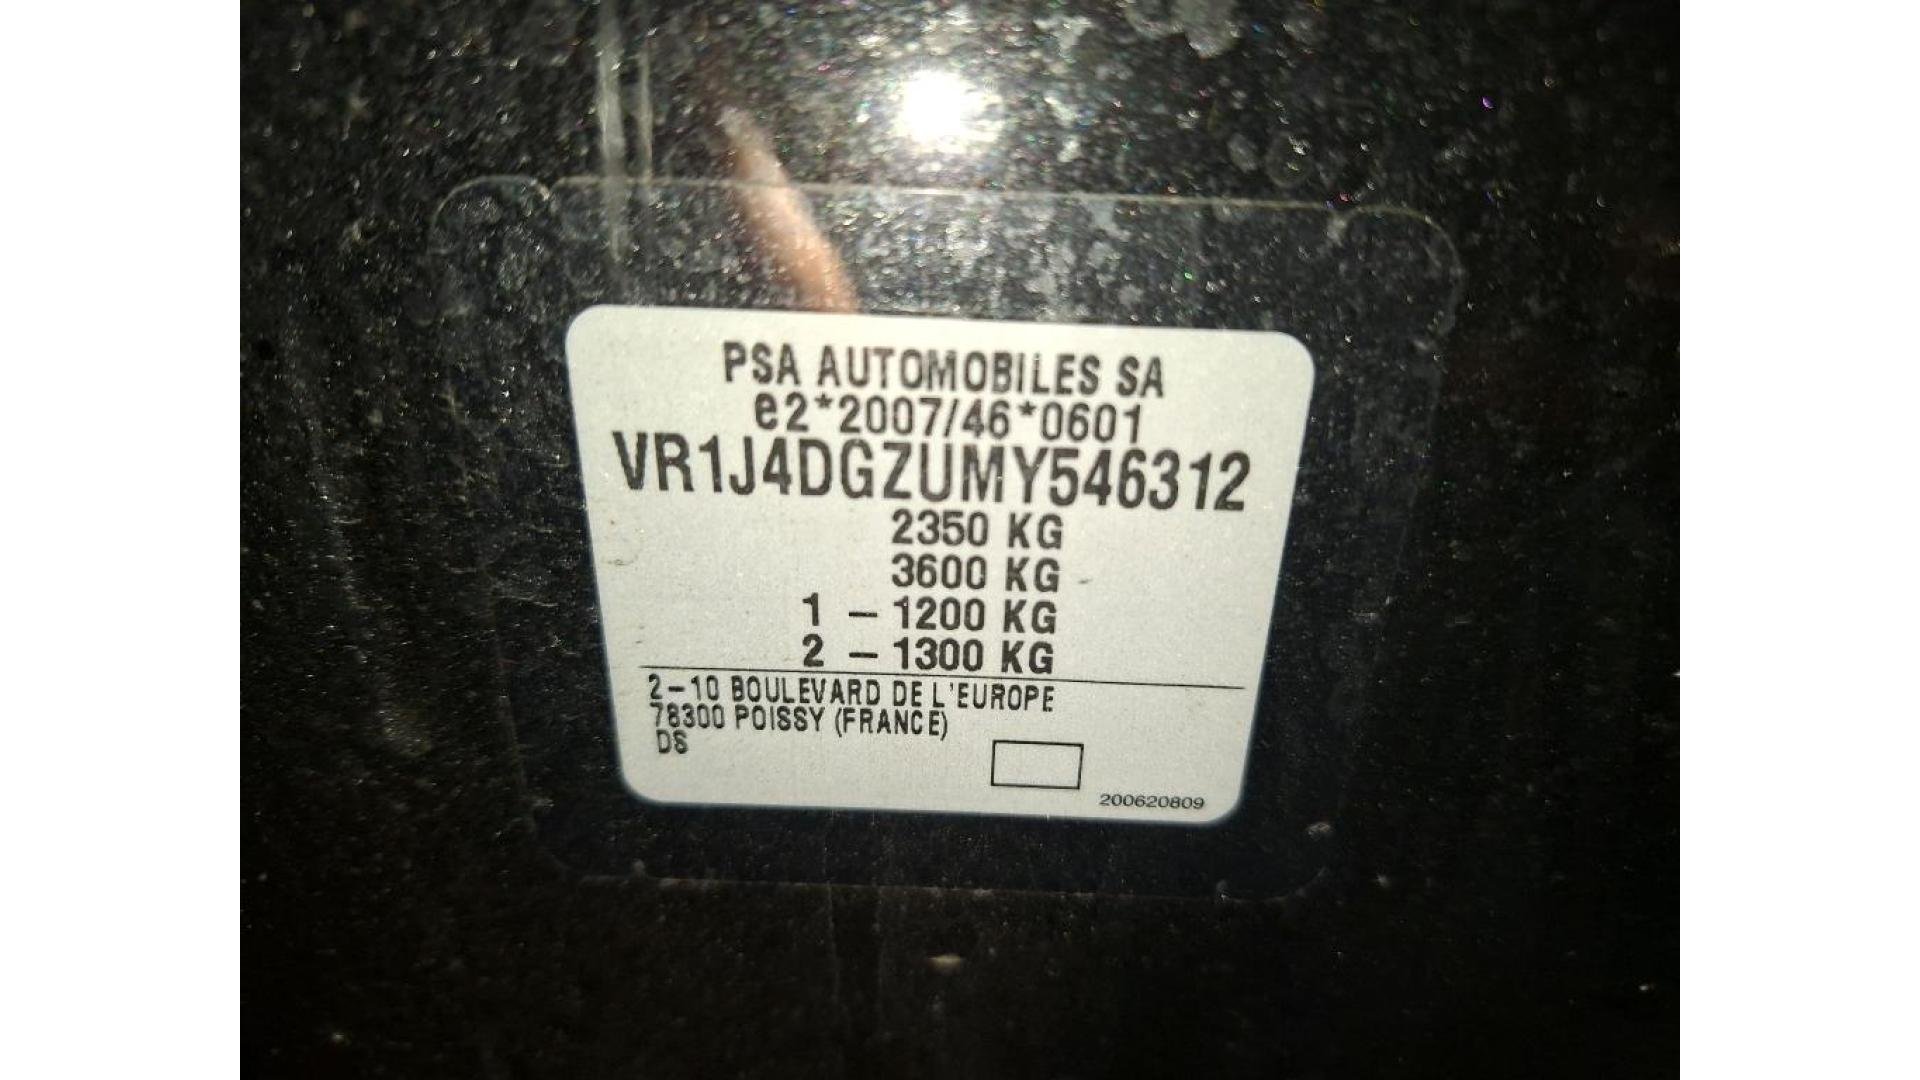 PSA AUTOMOBILES SA
e2*2007/46*0601
VR1J4DGZUMY546312
2350 KG
3600 KG
1 – 1200 KG
2 – 1300 KG
2–10 BOULEVARD DE L'EUROPE
78300 POISSY (FRANCE)
DS
200620809